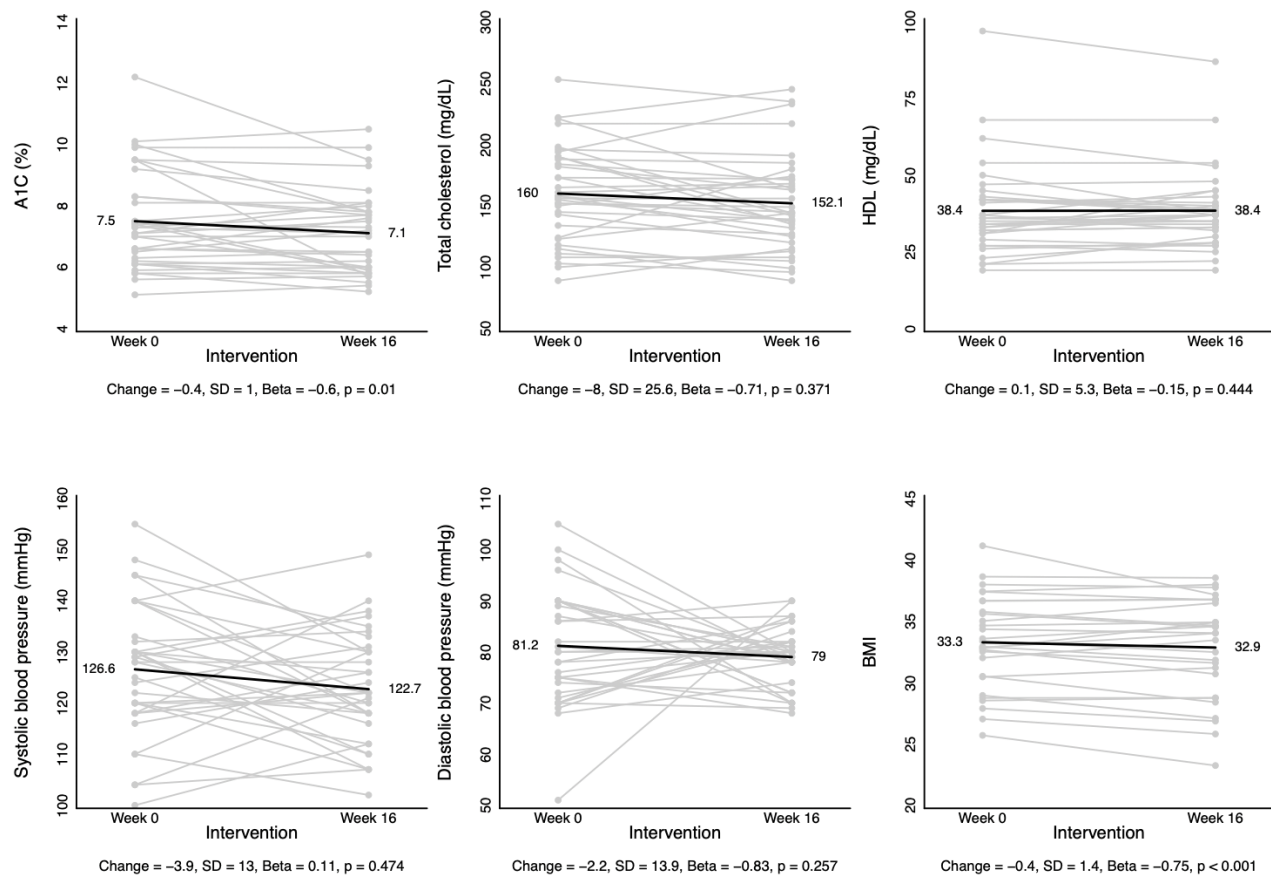 A1C (%)
14
12
10
8
6
4
7.5
7.1
Week 0
Week 16
Intervention
Change = −0.4, SD = 1, Beta = −0.6, p = 0.01
Total cholesterol (mg/dL)
300
250
200
150
100
50
160
152.1
Week 0
Week 16
Intervention
Change = −8, SD = 25.6, Beta = −0.71, p = 0.371
HDL (mg/dL)
100
75
50
25
0
38.4
38.4
Week 0
Week 16
Intervention
Change = 0.1, SD = 5.3, Beta = −0.15, p = 0.444
Systolic blood pressure (mmHg)
160
150
140
130
120
110
100
126.6
122.7
Week 0
Week 16
Intervention
Change = −3.9, SD = 13, Beta = 0.11, p = 0.474
Diastolic blood pressure (mmHg)
110
100
90
80
70
60
50
81.2
79
Week 0
Week 16
Intervention
Change = −2.2, SD = 13.9, Beta = −0.83, p = 0.257
BMI
45
40
35
30
25
20
33.3
32.9
Week 0
Week 16
Intervention
Change = −0.4, SD = 1.4, Beta = −0.75, p < 0.001